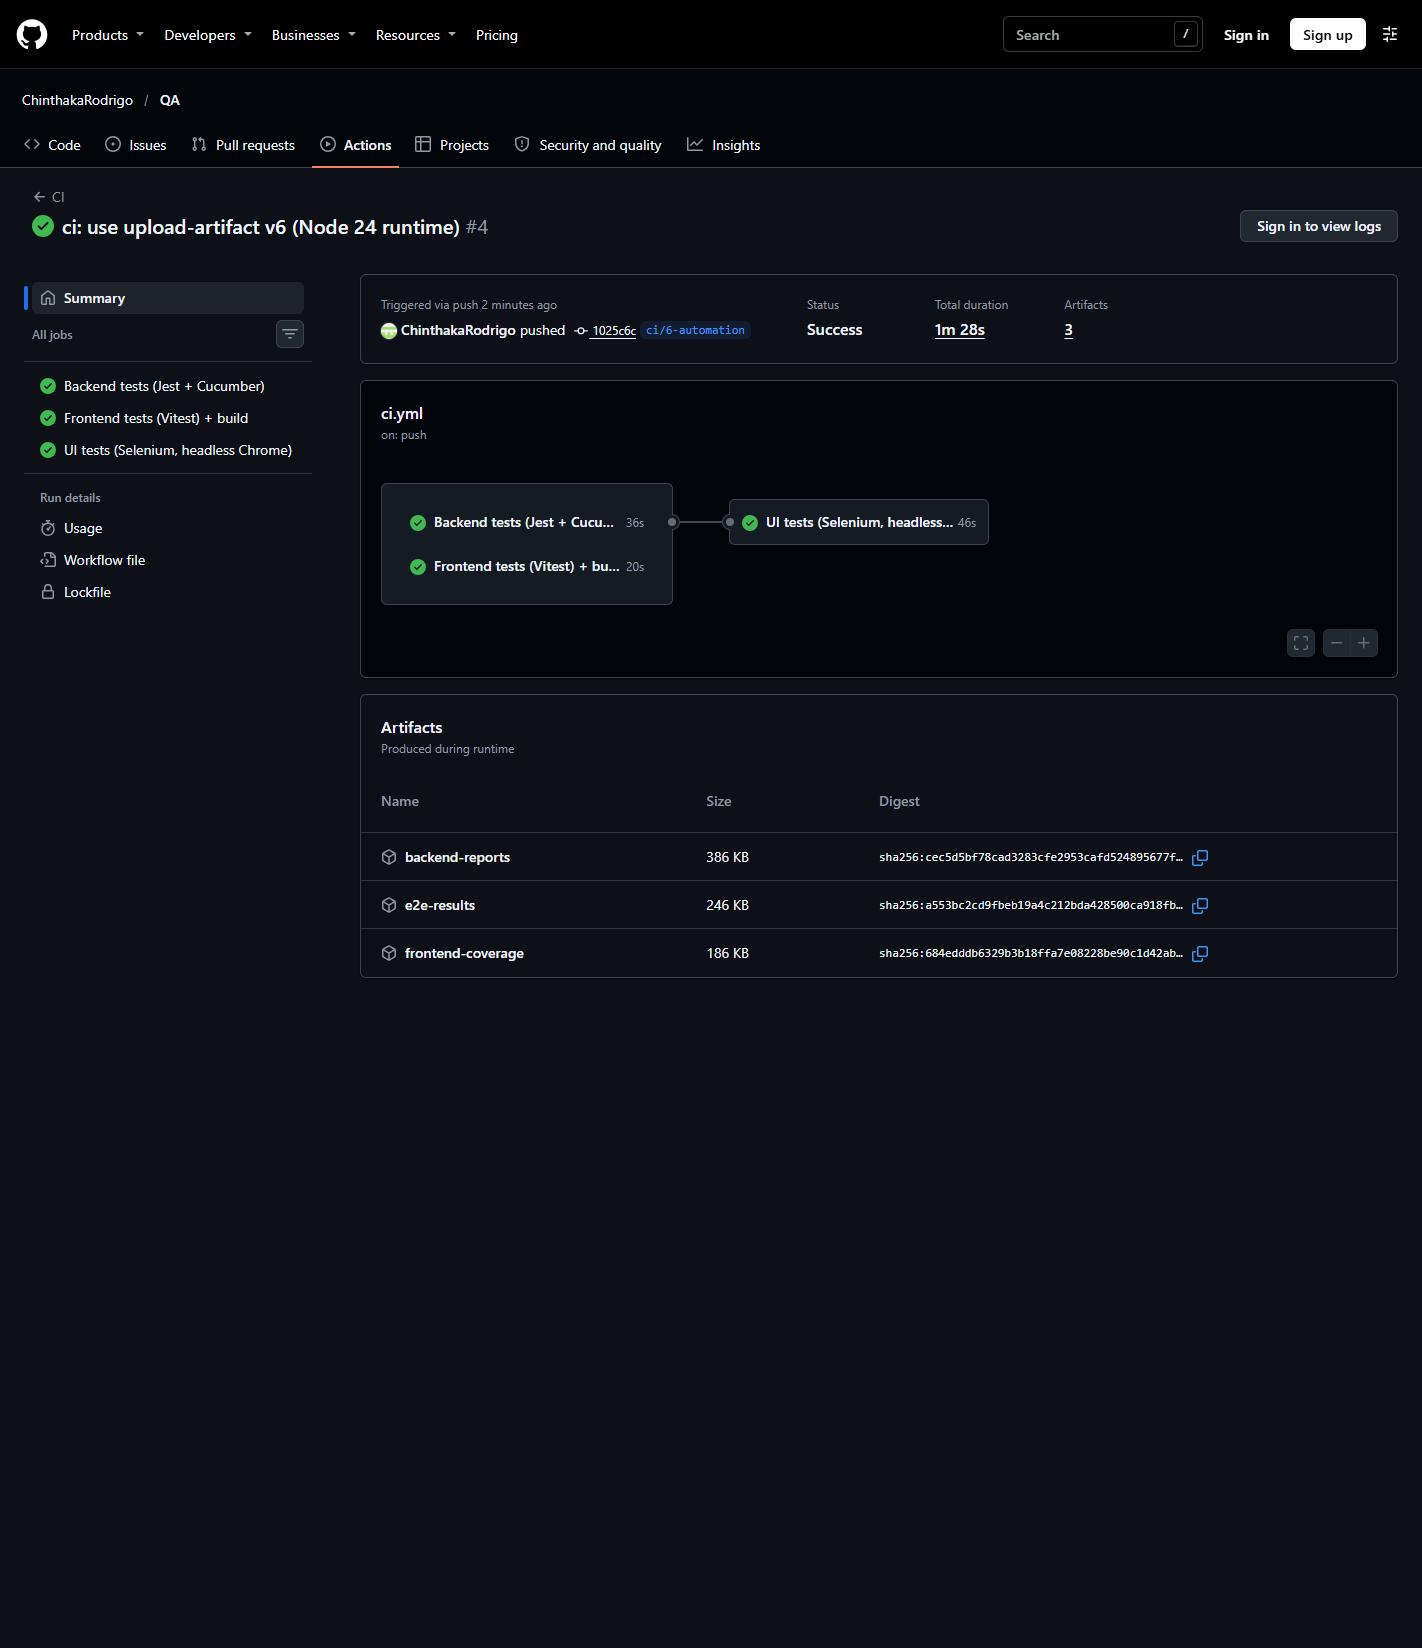 Products Developers Businesses Resources Pricing Search / Sign in Sign up
ChinthakaRodrigo / QA
Code Issues Pull requests Actions Projects Security and quality Insights
CI
ci: use upload-artifact v6 (Node 24 runtime) #4
Sign in to view logs
Summary
All jobs
Backend tests (Jest + Cucumber)
Frontend tests (Vitest) + build
UI tests (Selenium, headless Chrome)
Run details
Usage
Workflow file
Lockfile
Triggered via push 2 minutes ago
ChinthakaRodrigo pushed 1025c6c ci/6-automation
Status
Success
Total duration
1m 28s
Artifacts
3
ci.yml
on: push
Backend tests (Jest + Cucu... 36s
Frontend tests (Vitest) + bu... 20s
UI tests (Selenium, headless... 46s
Artifacts
Produced during runtime
Name Size Digest
backend-reports 386 KB sha256:cec5d5bf78cad3283cfe2953cafd524895677f…
e2e-results 246 KB sha256:a553bc2cd9fbeb19a4c212bda428500ca918fb…
frontend-coverage 186 KB sha256:684edddb6329b3b18ffa7e08228be90c1d42ab…